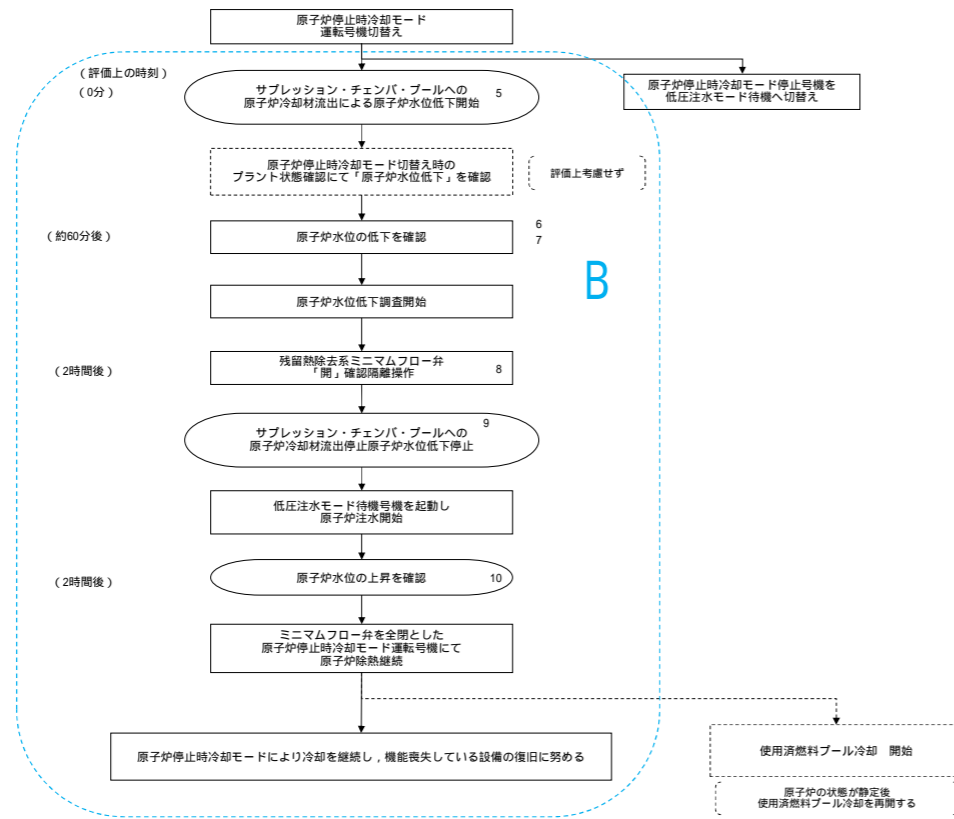 原子炉停止時冷却モード
運転号機切替え
(評価上の時刻)
(0分)
サプレッション・チェンバ・プールへの
原子炉冷却材流出による原子炉水位低下開始
5
原子炉停止時冷却モード停止号機を
低圧注水モード待機へ切替え
原子炉停止時冷却モード切替え時の
プラント状態確認にて「原子炉水位低下」を確認
評価上考慮せず
(約60分後)
原子炉水位の低下を確認
6
7
B
原子炉水位低下調査開始
(2時間後)
残留熱除去系ミニマムフロー弁
「開」確認隔離操作
8
サプレッション・チェンバ・プールへの
原子炉冷却材流出停止原子炉水位低下停止
9
低圧注水モード待機号機を起動し
原子炉注水開始
(2時間後)
原子炉水位の上昇を確認
10
ミニマムフロー弁を全閉とした
原子炉停止時冷却モード運転号機にて
原子炉除熱継続
原子炉停止時冷却モードにより冷却を継続し,機能喪失している設備の復旧に努める
使用済燃料プール冷却 開始
原子炉の状態が静定後
使用済燃料プール冷却を再開する